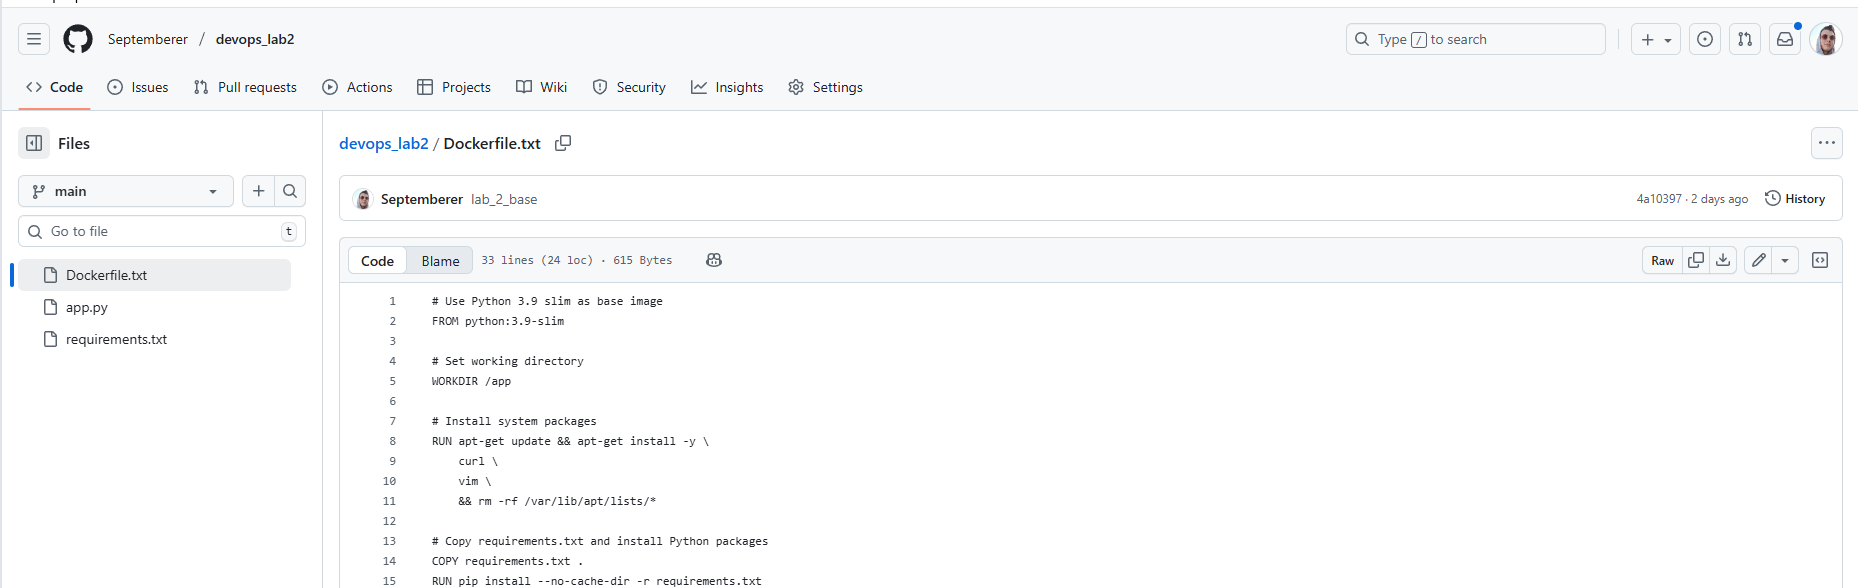 Septemberer / devops_lab2
Type / to search
Code
Issues
Pull requests
Actions
Projects
Wiki
Security
Insights
Settings
Files
main
Go to file
t
Dockerfile.txt
app.py
requirements.txt
devops_lab2 / Dockerfile.txt
Septemberer lab_2_base
4a10397 · 2 days ago
History
Code
Blame
33 lines (24 loc) · 615 Bytes
Raw
1 # Use Python 3.9 slim as base image
2 FROM python:3.9-slim
3
4 # Set working directory
5 WORKDIR /app
6
7 # Install system packages
8 RUN apt-get update && apt-get install -y \
9 curl \
10 vim \
11 && rm -rf /var/lib/apt/lists/*
12
13 # Copy requirements.txt and install Python packages
14 COPY requirements.txt .
15 RUN pip install --no-cache-dir -r requirements.txt